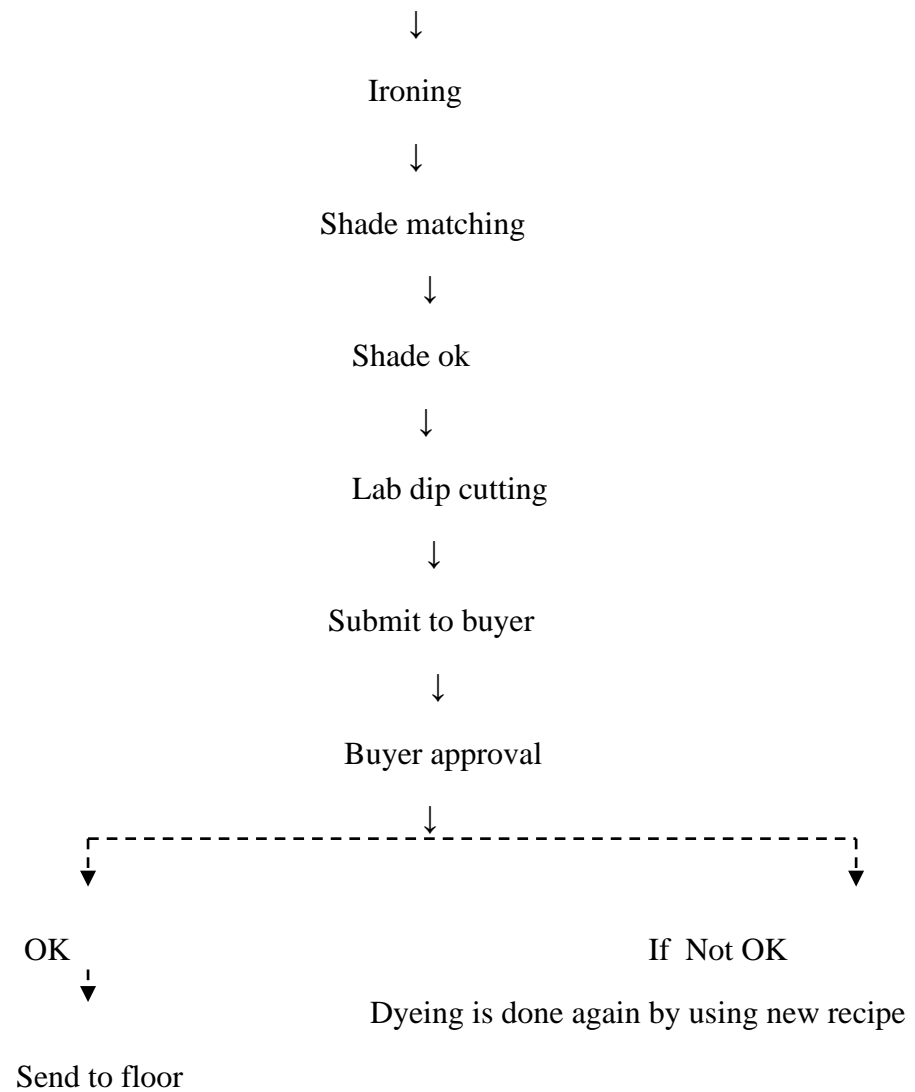 ↓
Ironing
↓
Shade matching
↓
Shade ok
↓
Lab dip cutting
↓
Submit to buyer
↓
Buyer approval
↓
OK If Not OK
Dyeing is done again by using new recipe
Send to floor